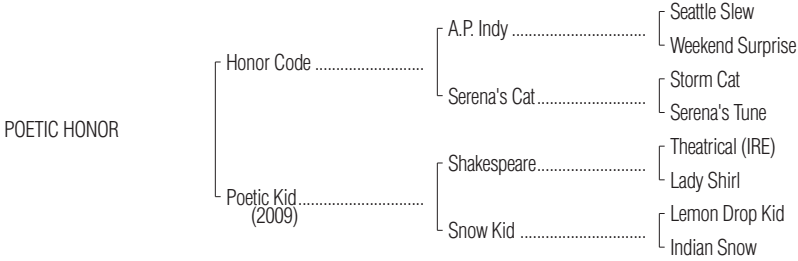 POETIC HONOR
Honor Code
A.P. Indy
Seattle Slew
Weekend Surprise
Serena's Cat
Storm Cat
Serena's Tune
Poetic Kid
(2009)
Shakespeare
Theatrical (IRE)
Lady Shirl
Snow Kid
Lemon Drop Kid
Indian Snow